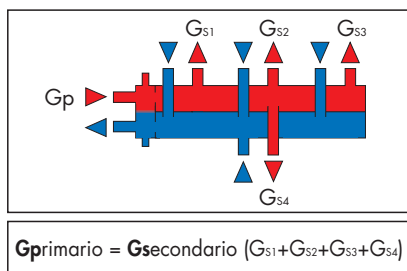 GS1 GS2 GS3
Gp
GS4
Gprimario = Gsecondario (GS1+GS2+GS3+GS4)